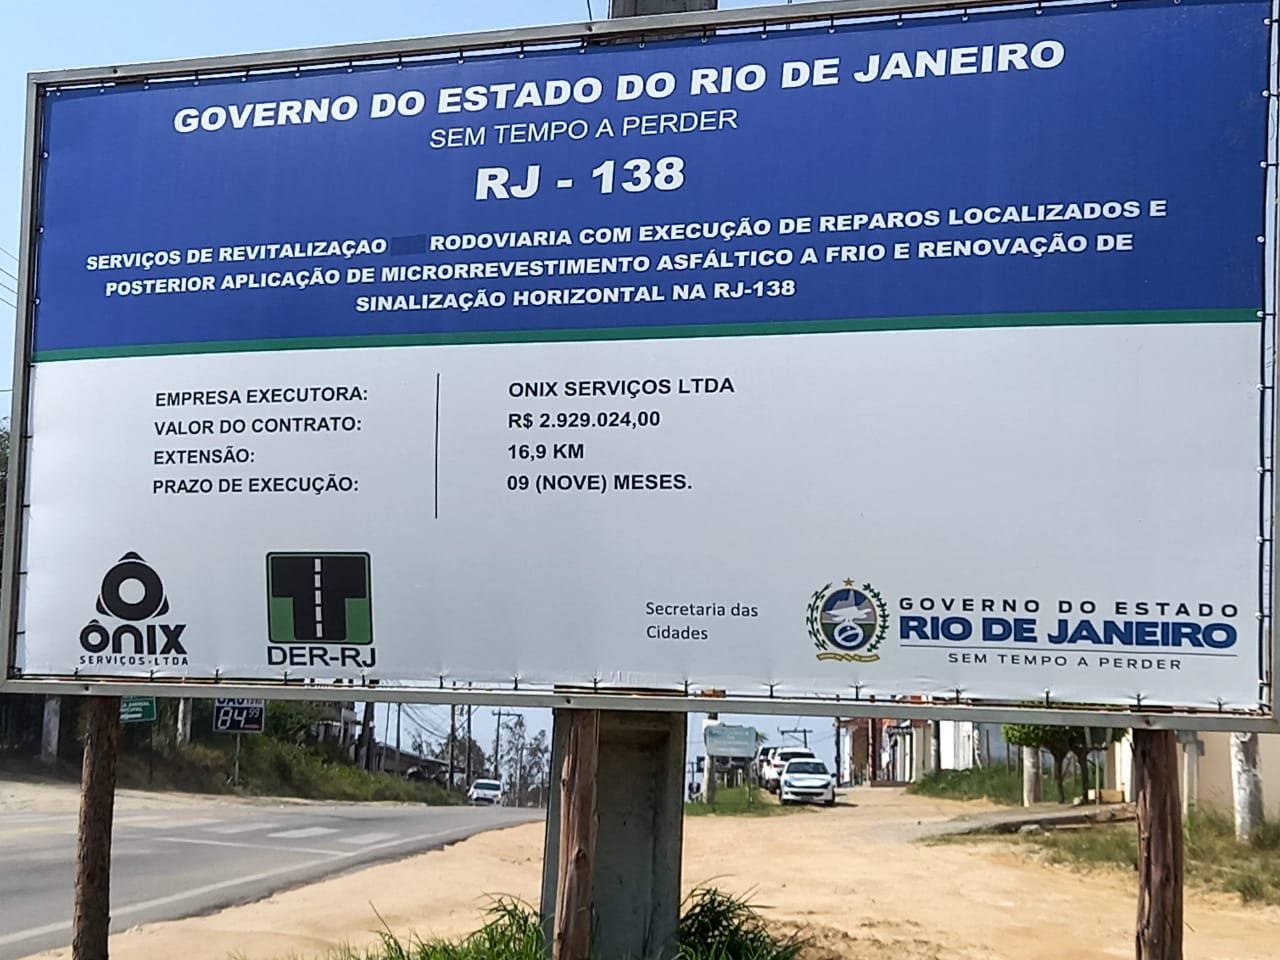 GOVERNO DO ESTADO DO RIO DE JANEIRO
SEM TEMPO A PERDER
RJ - 138
SERVIÇOS DE REVITALIZAÇAO RODOVIARIA COM EXECUÇÃO DE REPAROS LOCALIZADOS E
POSTERIOR APLICAÇÃO DE MICRORREVESTIMENTO ASFÁLTICO A FRIO E RENOVAÇÃO DE
SINALIZAÇÃO HORIZONTAL NA RJ-138
EMPRESA EXECUTORA: ONIX SERVIÇOS LTDA
VALOR DO CONTRATO: R$ 2.929.024,00
EXTENSÃO: 16,9 KM
PRAZO DE EXECUÇÃO: 09 (NOVE) MESES.
ÔNIX
SERVIÇOS·LTDA
DER-RJ
Secretaria das
Cidades
GOVERNO DO ESTADO
RIO DE JANEIRO
SEM TEMPO A PERDER
84,99